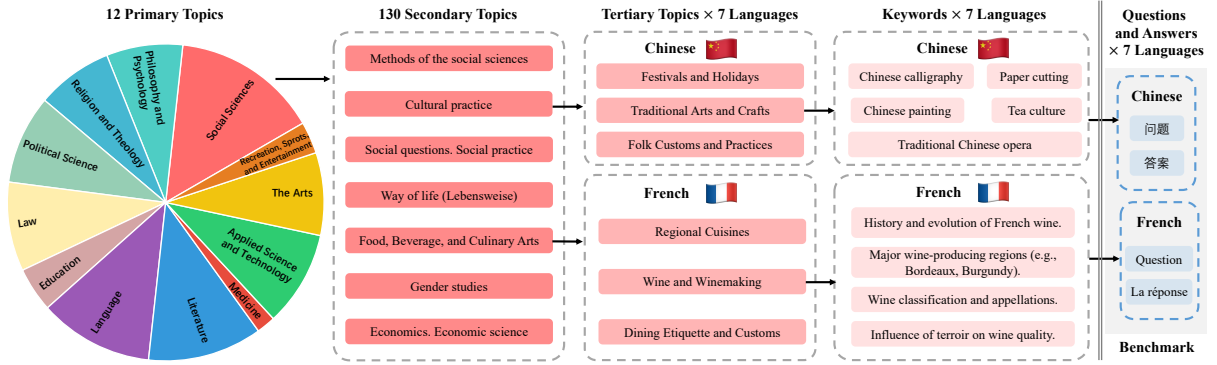 12 Primary Topics
Philosophy and
Psychology
Social Sciences
Religion and Theology
Recreation, Sprots,
and Entertainment
Political Science
The Arts
Law
Applied Science
and Technology
Education
Medicine
Language
Literature
130 Secondary Topics
Methods of the social sciences
Cultural practice
Social questions. Social practice
Way of life (Lebensweise)
Food, Beverage, and Culinary Arts
Gender studies
Economics. Economic science
Tertiary Topics × 7 Languages
Chinese
Festivals and Holidays
Traditional Arts and Crafts
Folk Customs and Practices
French
Regional Cuisines
Wine and Winemaking
Dining Etiquette and Customs
Keywords × 7 Languages
Chinese
Chinese calligraphy
Paper cutting
Chinese painting
Tea culture
Traditional Chinese opera
French
History and evolution of French wine.
Major wine-producing regions (e.g.,
Bordeaux, Burgundy).
Wine classification and appellations.
Influence of terroir on wine quality.
Questions
and Answers
× 7 Languages
Chinese
问题
答案
French
Question
La réponse
Benchmark